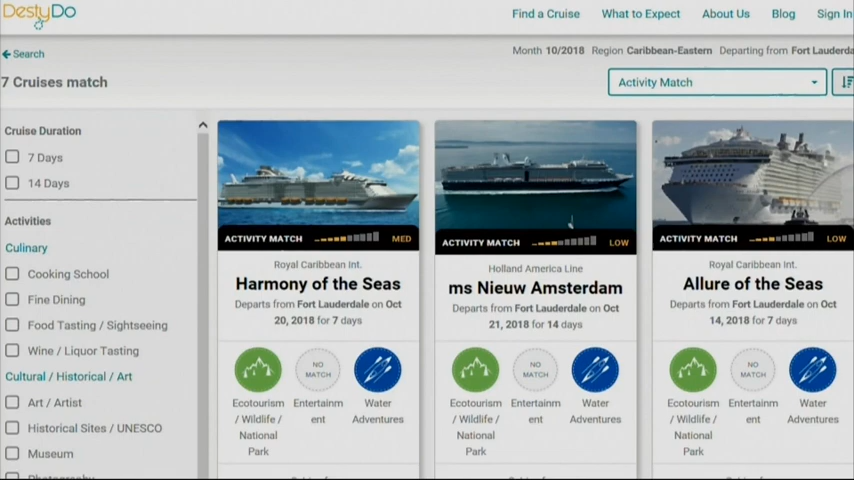 DestyDo
Find a Cruise What to Expect About Us Blog Sign In
Search
Month 10/2018 Region Caribbean-Eastern Departing from Fort Lauderda
7 Cruises match
Activity Match
Cruise Duration
7 Days
14 Days
Activities
Culinary
Cooking School
Fine Dining
Food Tasting / Sightseeing
Wine / Liquor Tasting
Cultural / Historical / Art
Art / Artist
Historical Sites / UNESCO
Museum
ACTIVITY MATCH MED
Royal Caribbean Int.
Harmony of the Seas
Departs from Fort Lauderdale on Oct
20, 2018 for 7 days
NO
MATCH
Ecotourism
/ Wildlife /
National
Park
Entertainm
ent
Water
Adventures
ACTIVITY MATCH LOW
Holland America Line
ms Nieuw Amsterdam
Departs from Fort Lauderdale on Oct
21, 2018 for 14 days
NO
MATCH
Ecotourism
/ Wildlife /
National
Park
Entertainm
ent
Water
Adventures
ACTIVITY MATCH LOW
Royal Caribbean Int.
Allure of the Seas
Departs from Fort Lauderdale on Oct
14, 2018 for 7 days
NO
MATCH
Ecotourism
/ Wildlife /
National
Park
Entertainm
ent
Water
Adventures